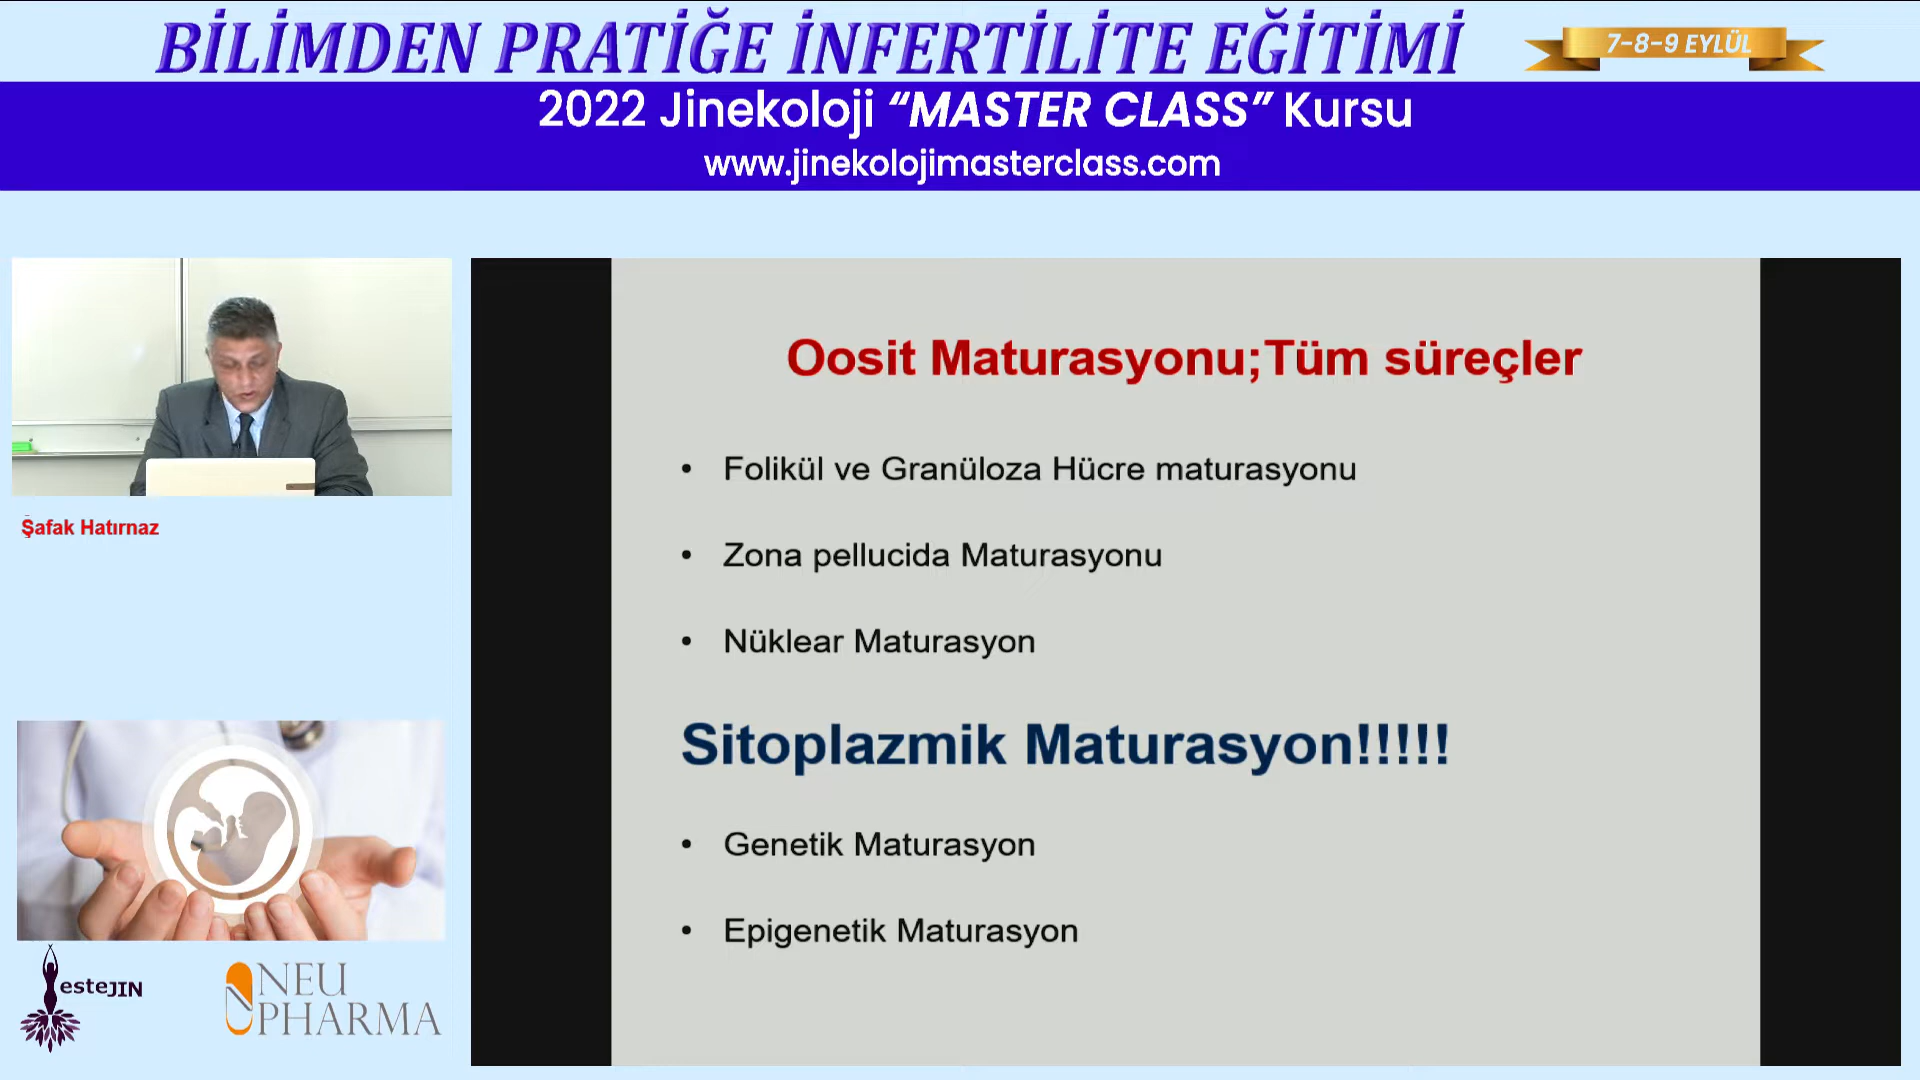 BİLİMDEN PRATİĞE İNFERTİLİTE EĞİTİMİ
7-8-9 EYLÜL
2022 Jinekoloji “MASTER CLASS” Kursu
www.jinekolojimasterclass.com
Şafak Hatırnaz
Oosit Maturasyonu;Tüm süreçler
• Folikül ve Granüloza Hücre maturasyonu
• Zona pellucida Maturasyonu
• Nüklear Maturasyon
Sitoplazmik Maturasyon!!!!!
• Genetik Maturasyon
• Epigenetik Maturasyon
esteJIN
NEU
PHARMA